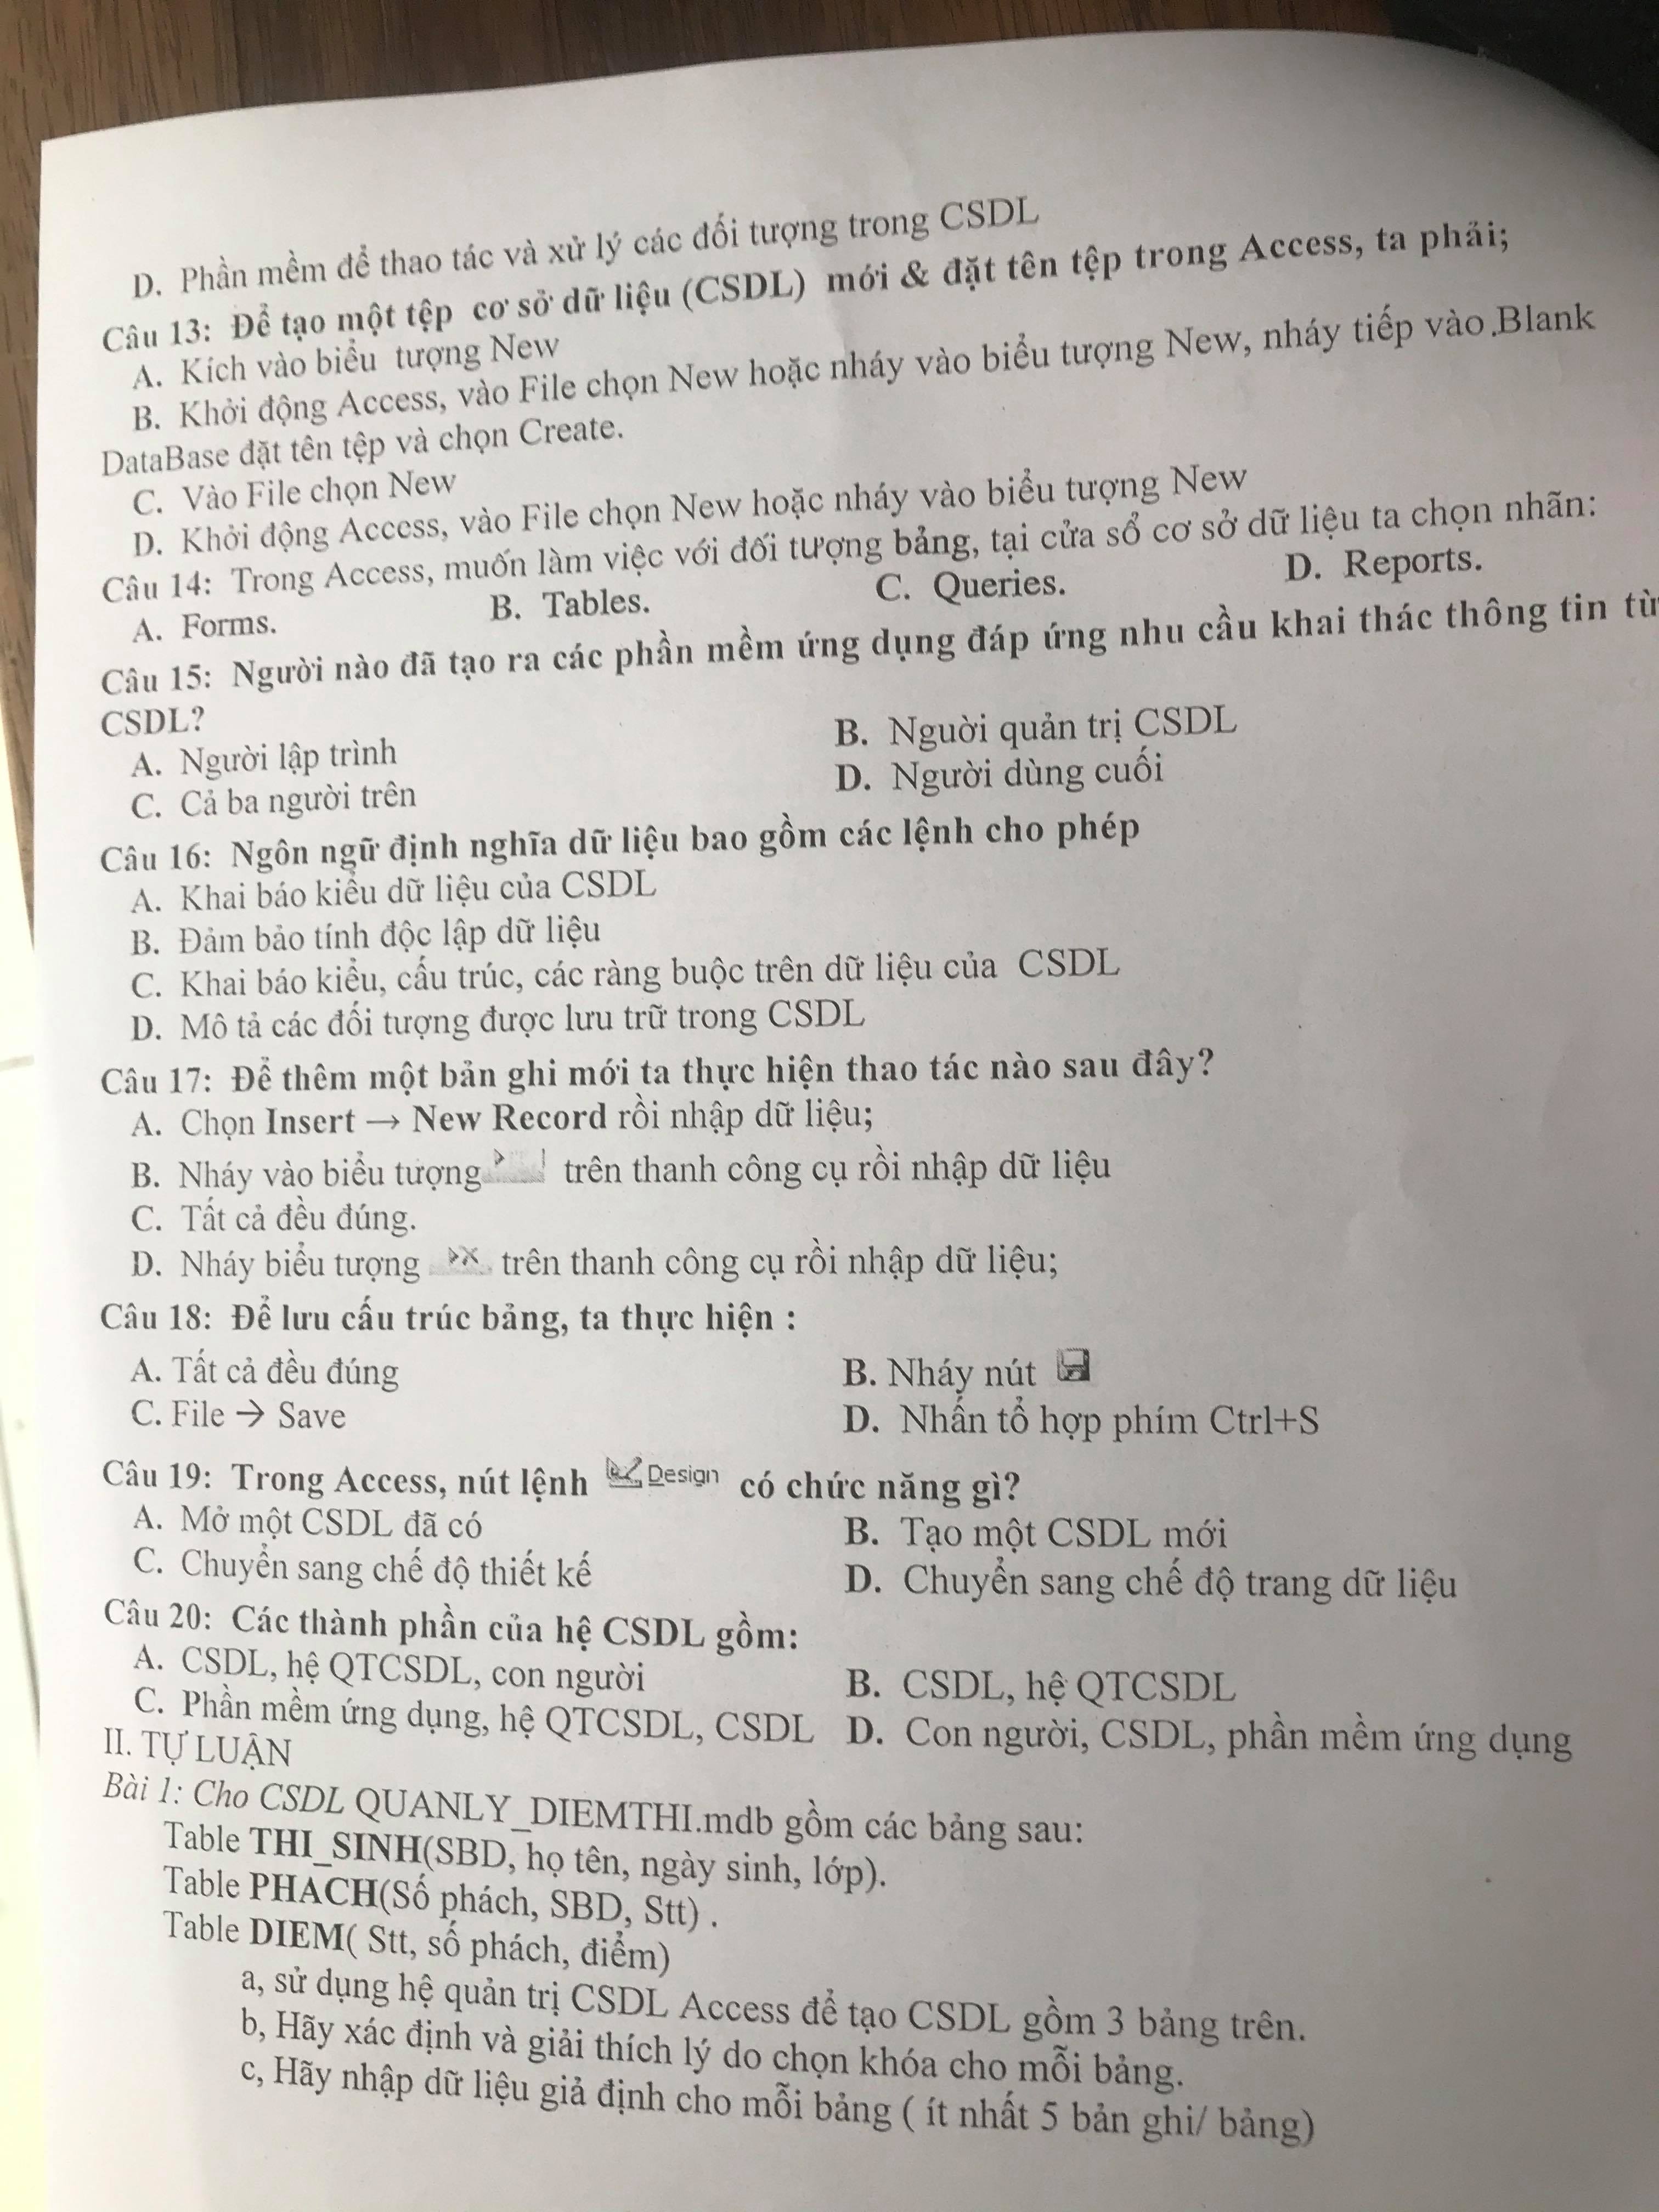 D. Phần mềm để thao tác và xử lý các đối tượng trong CSDL
Câu 13: Để tạo một tệp cơ sở dữ liệu (CSDL) mới & đặt tên tệp trong Access, ta phải;
A. Kích vào biểu tượng New
B. Khởi động Access, vào File chọn New hoặc nháy vào biểu tượng New, nháy tiếp vào Blank
DataBase đặt tên tệp và chọn Create.
C. Vào File chọn New
D. Khởi động Access, vào File chọn New hoặc nháy vào biểu tượng New
Câu 14: Trong Access, muốn làm việc với đối tượng bảng, tại cửa sổ cơ sở dữ liệu ta chọn nhãn:
A. Forms. B. Tables. C. Queries. D. Reports.
Câu 15: Người nào đã tạo ra các phần mềm ứng dụng đáp ứng nhu cầu khai thác thông tin từ
CSDL?
A. Người lập trình B. Nguời quản trị CSDL
C. Cả ba người trên D. Người dùng cuối
Câu 16: Ngôn ngữ định nghĩa dữ liệu bao gồm các lệnh cho phép
A. Khai báo kiểu dữ liệu của CSDL
B. Đảm bảo tính độc lập dữ liệu
C. Khai báo kiểu, cấu trúc, các ràng buộc trên dữ liệu của CSDL
D. Mô tả các đối tượng được lưu trữ trong CSDL
Câu 17: Để thêm một bản ghi mới ta thực hiện thao tác nào sau đây?
A. Chọn Insert → New Record rồi nhập dữ liệu;
B. Nháy vào biểu tượng trên thanh công cụ rồi nhập dữ liệu
C. Tất cả đều đúng.
D. Nháy biểu tượng trên thanh công cụ rồi nhập dữ liệu;
Câu 18: Để lưu cấu trúc bảng, ta thực hiện :
A. Tất cả đều đúng B. Nháy nút
C. File → Save D. Nhấn tổ hợp phím Ctrl+S
Câu 19: Trong Access, nút lệnh Design có chức năng gì?
A. Mở một CSDL đã có B. Tạo một CSDL mới
C. Chuyển sang chế độ thiết kế D. Chuyển sang chế độ trang dữ liệu
Câu 20: Các thành phần của hệ CSDL gồm:
A. CSDL, hệ QTCSDL, con người B. CSDL, hệ QTCSDL
C. Phần mềm ứng dụng, hệ QTCSDL, CSDL D. Con người, CSDL, phần mềm ứng dụng
II. TỰ LUẬN
Bài 1: Cho CSDL QUANLY_DIEMTHI.mdb gồm các bảng sau:
Table THI_SINH(SBD, họ tên, ngày sinh, lớp).
Table PHACH(Số phách, SBD, Stt) .
Table DIEM( Stt, số phách, điểm)
a, sử dụng hệ quản trị CSDL Access để tạo CSDL gồm 3 bảng trên.
b, Hãy xác định và giải thích lý do chọn khóa cho mỗi bảng.
c, Hãy nhập dữ liệu giả định cho mỗi bảng ( ít nhất 5 bản ghi/ bảng)